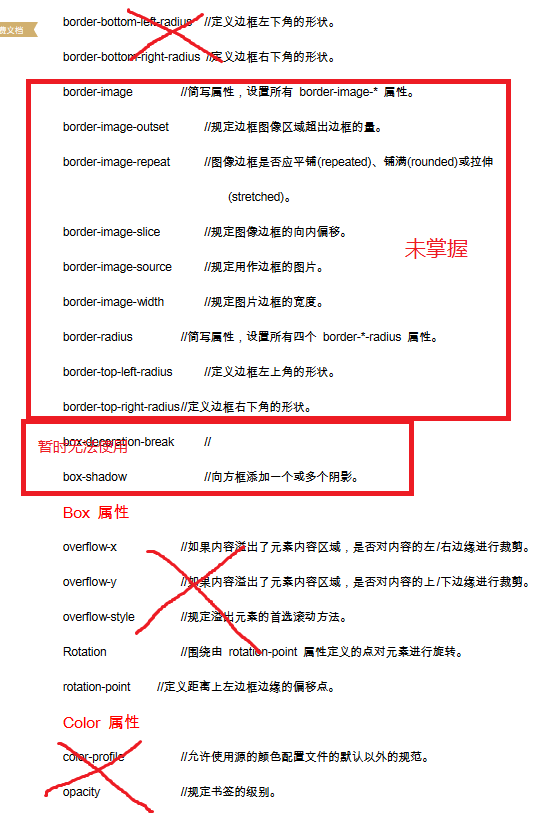 费文档
border-bottom-left-radius //定义边框左下角的形状。
border-bottom-right-radius //定义边框右下角的形状。
border-image //简写属性，设置所有 border-image-* 属性。
border-image-outset //规定边框图像区域超出边框的量。
border-image-repeat //图像边框是否应平铺(repeated)、铺满(rounded)或拉伸
(stretched)。
border-image-slice //规定图像边框的向内偏移。
未掌握
border-image-source //规定用作边框的图片。
border-image-width //规定图片边框的宽度。
border-radius //简写属性，设置所有四个 border-*-radius 属性。
border-top-left-radius //定义边框左上角的形状。
border-top-right-radius//定义边框右下角的形状。
box-decoration-break //
暂时无法使用
box-shadow //向方框添加一个或多个阴影。
Box 属性
overflow-x //如果内容溢出了元素内容区域，是否对内容的左/右边缘进行裁剪。
overflow-y //如果内容溢出了元素内容区域，是否对内容的上/下边缘进行裁剪。
overflow-style //规定溢出元素的首选滚动方法。
Rotation //围绕由 rotation-point 属性定义的点对元素进行旋转。
rotation-point //定义距离上左边框边缘的偏移点。
Color 属性
color-profile //允许使用源的颜色配置文件的默认以外的规范。
opacity //规定书签的级别。